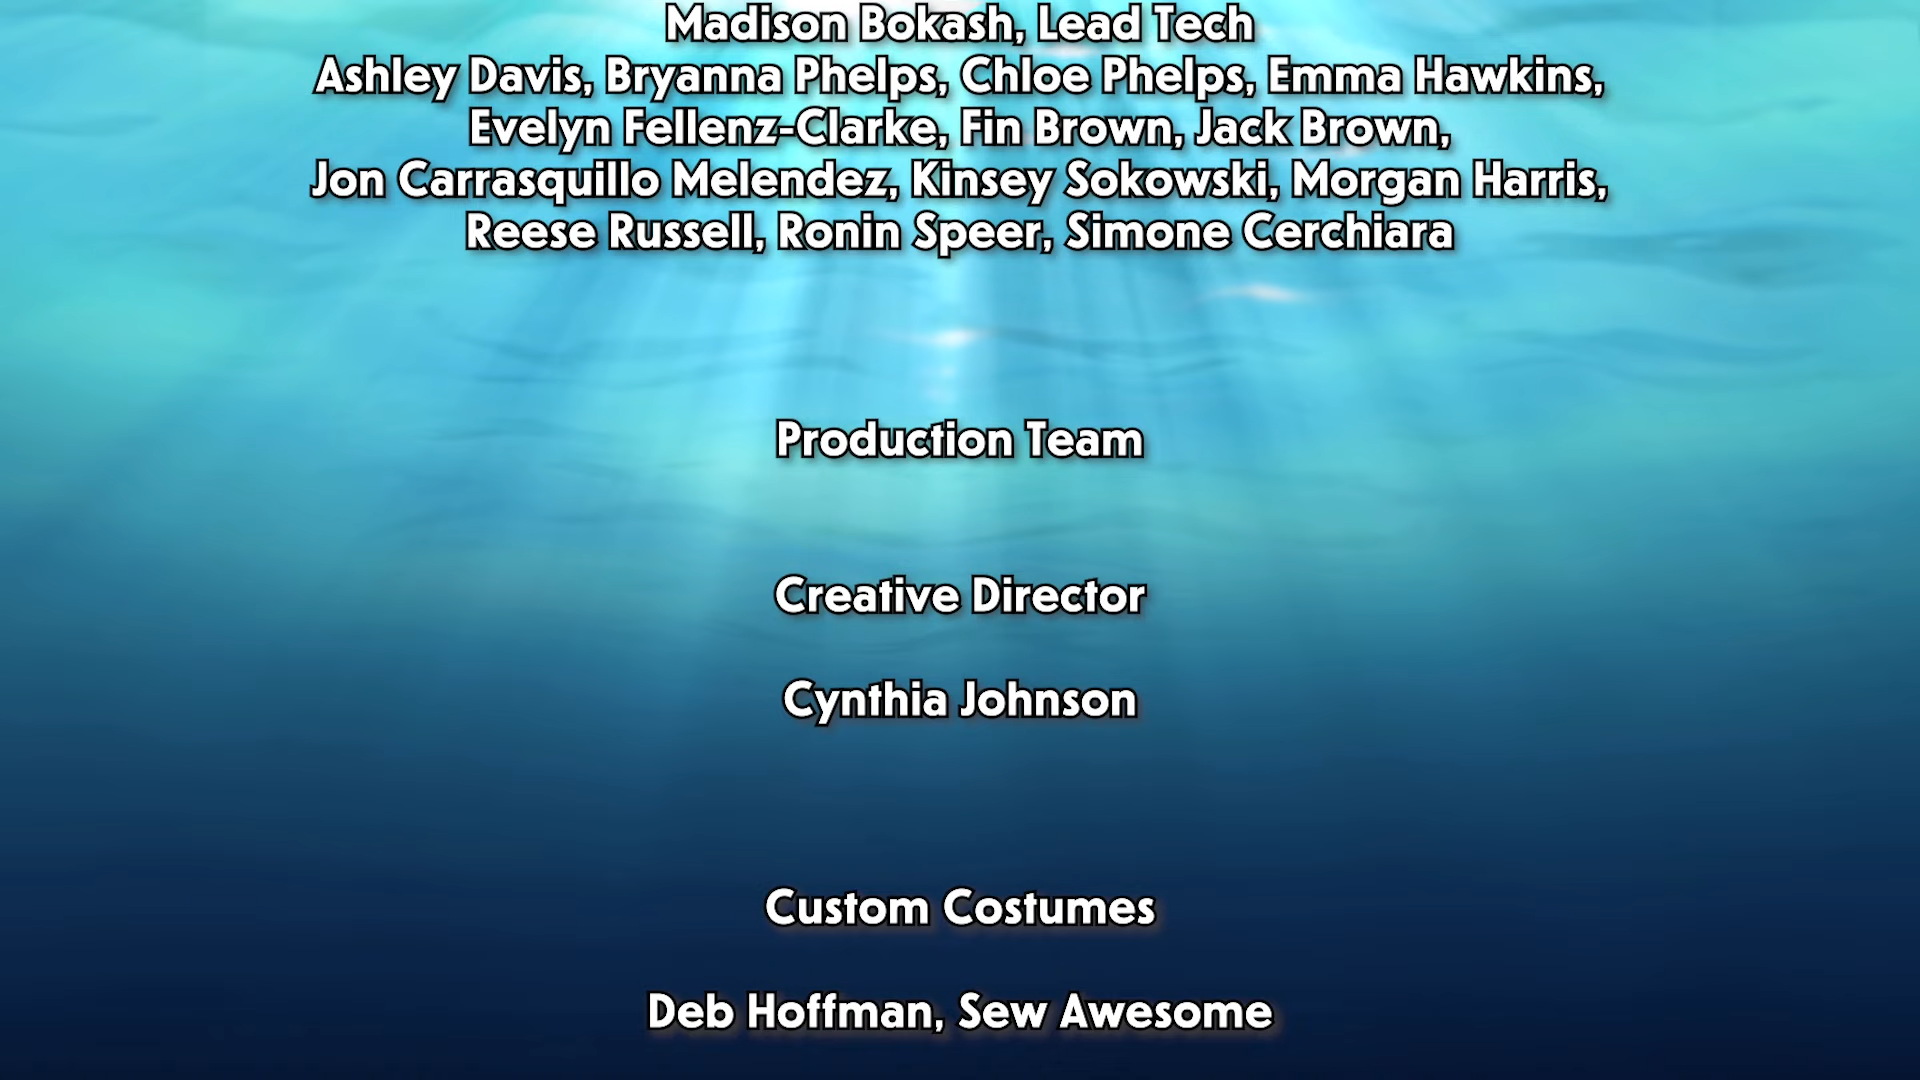 Madison Bokash, Lead Tech
Ashley Davis, Bryanna Phelps, Chloe Phelps, Emma Hawkins,
Evelyn Fellenz-Clarke, Fin Brown, Jack Brown,
Jon Carrasquillo Melendez, Kinsey Sokowski, Morgan Harris,
Reese Russell, Ronin Speer, Simone Cerchiara
Production Team
Creative Director
Cynthia Johnson
Custom Costumes
Deb Hoffman, Sew Awesome